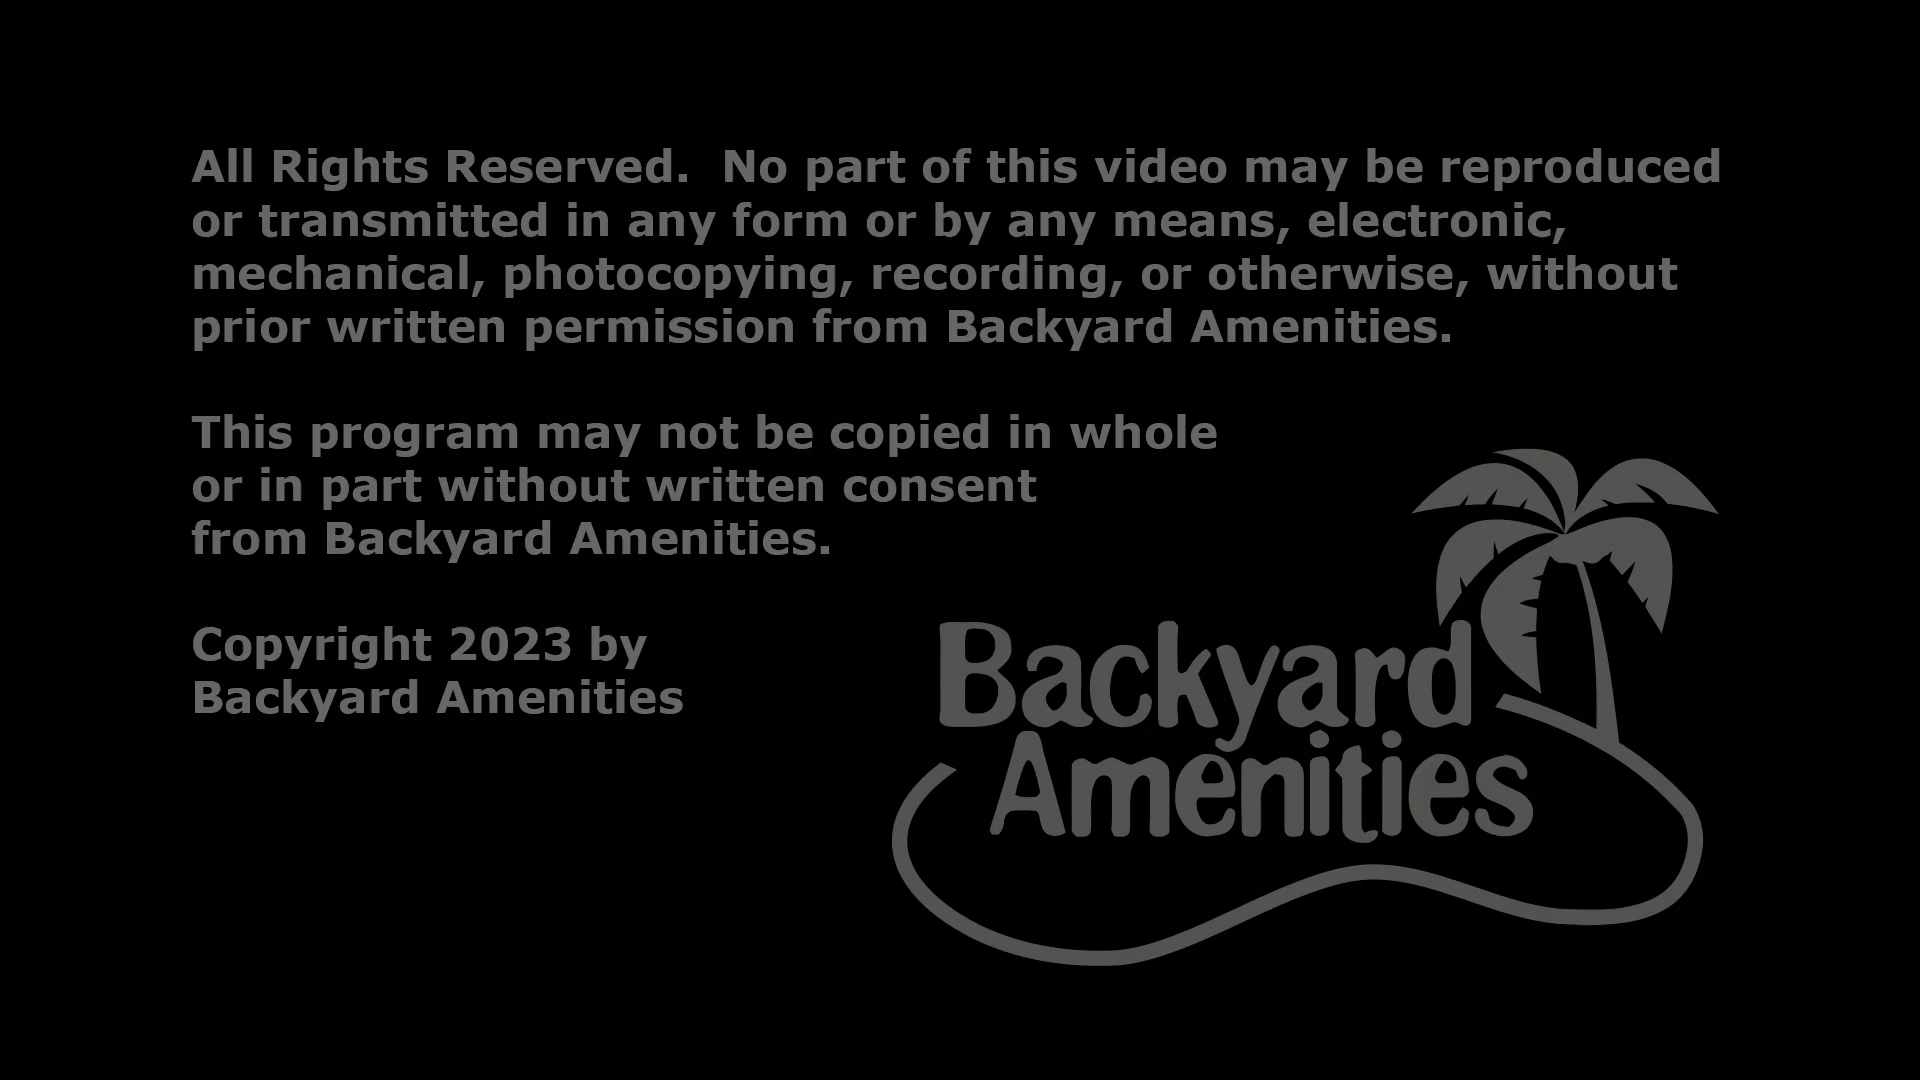 All Rights Reserved.  No part of this video may be reproduced
or transmitted in any form or by any means, electronic,
mechanical, photocopying, recording, or otherwise, without
prior written permission from Backyard Amenities.
This program may not be copied in whole
or in part without written consent
from Backyard Amenities.
Copyright 2023 by
Backyard Amenities
Backyard
Amenities